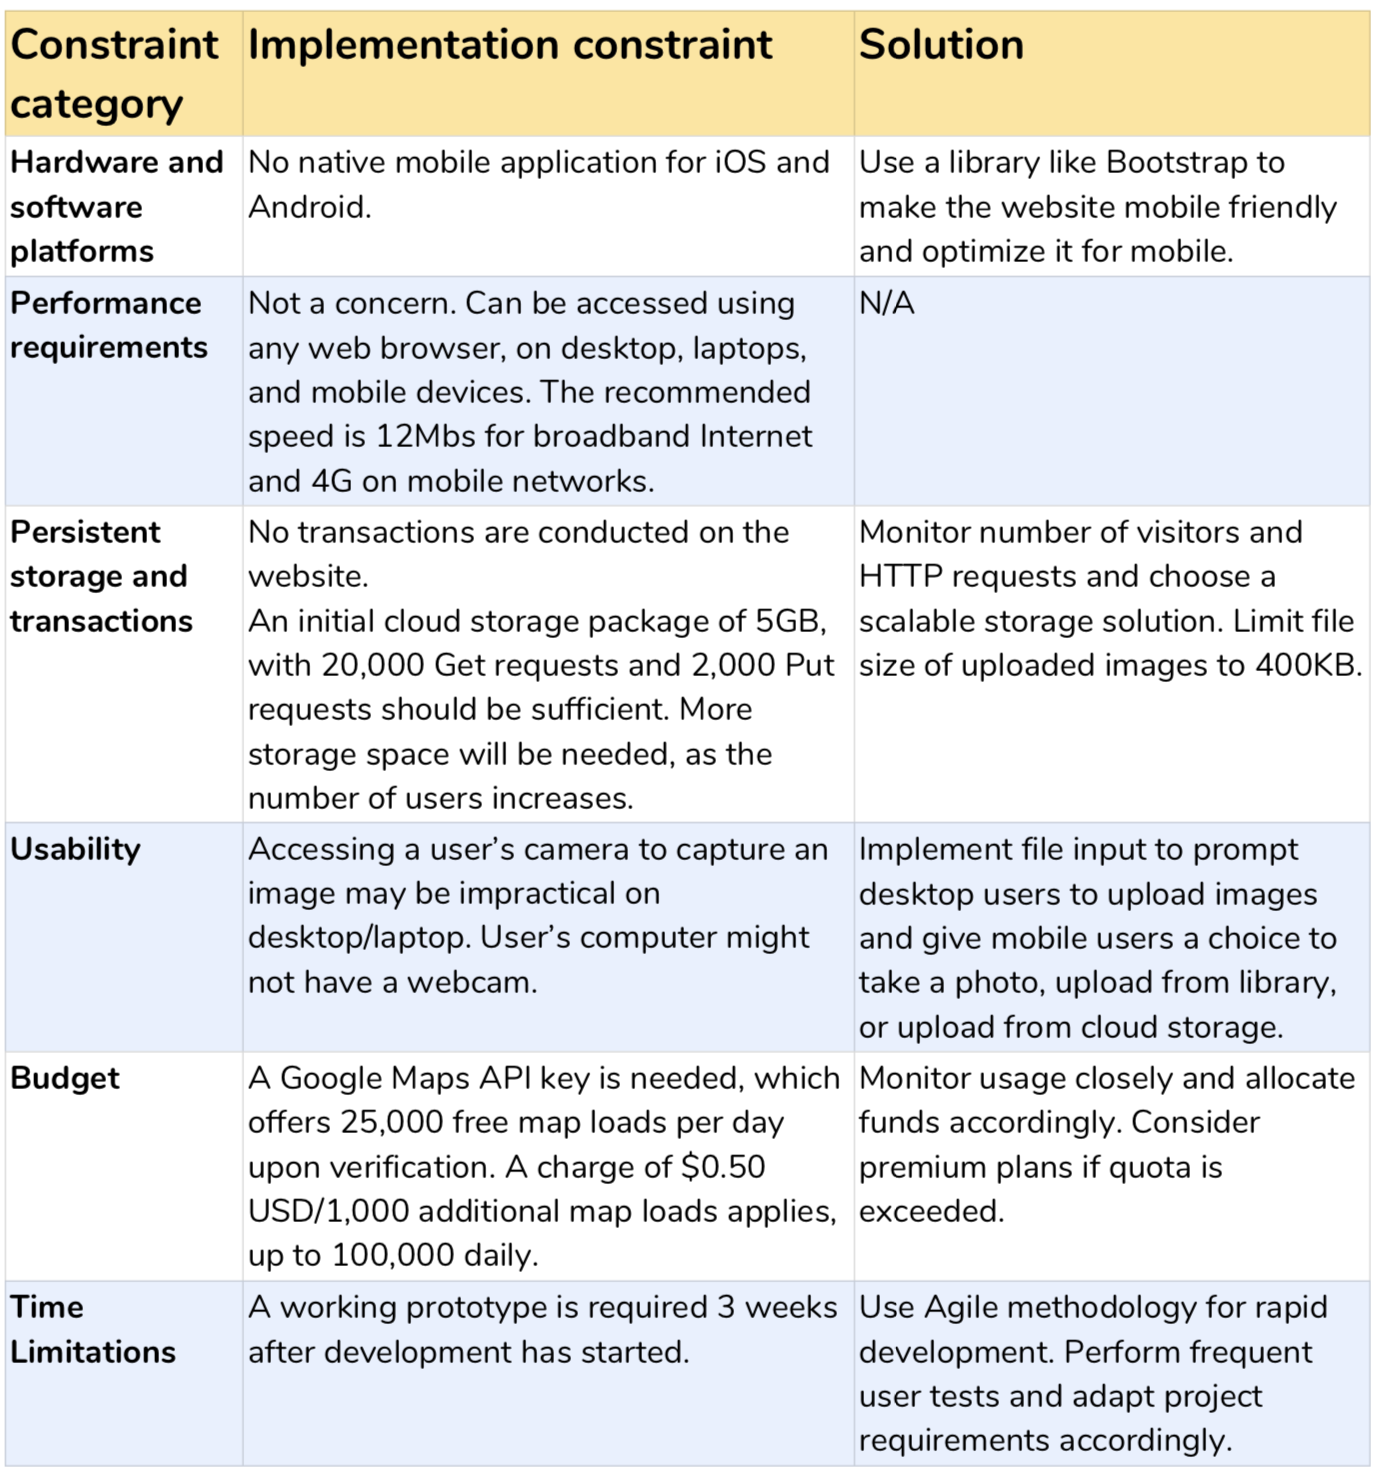 Constraint category
Implementation constraint
Solution
Hardware and
software
platforms
No native mobile application for iOS and
Android.
Use a library like Bootstrap to
make the website mobile friendly
and optimize it for mobile.
Performance
requirements
Not a concern. Can be accessed using
any web browser, on desktop, laptops,
and mobile devices. The recommended
speed is 12Mbs for broadband Internet
and 4G on mobile networks.
N/A
Persistent
storage and
transactions
No transactions are conducted on the
website.
An initial cloud storage package of 5GB,
with 20,000 Get requests and 2,000 Put
requests should be sufficient. More
storage space will be needed, as the
number of users increases.
Monitor number of visitors and
HTTP requests and choose a
scalable storage solution. Limit file
size of uploaded images to 400KB.
Usability
Accessing a user’s camera to capture an
image may be impractical on
desktop/laptop. User’s computer might
not have a webcam.
Implement file input to prompt
desktop users to upload images
and give mobile users a choice to
take a photo, upload from library,
or upload from cloud storage.
Budget
A Google Maps API key is needed, which
offers 25,000 free map loads per day
upon verification. A charge of $0.50
USD/1,000 additional map loads applies,
up to 100,000 daily.
Monitor usage closely and allocate
funds accordingly. Consider
premium plans if quota is
exceeded.
Time
Limitations
A working prototype is required 3 weeks
after development has started.
Use Agile methodology for rapid
development. Perform frequent
user tests and adapt project
requirements accordingly.